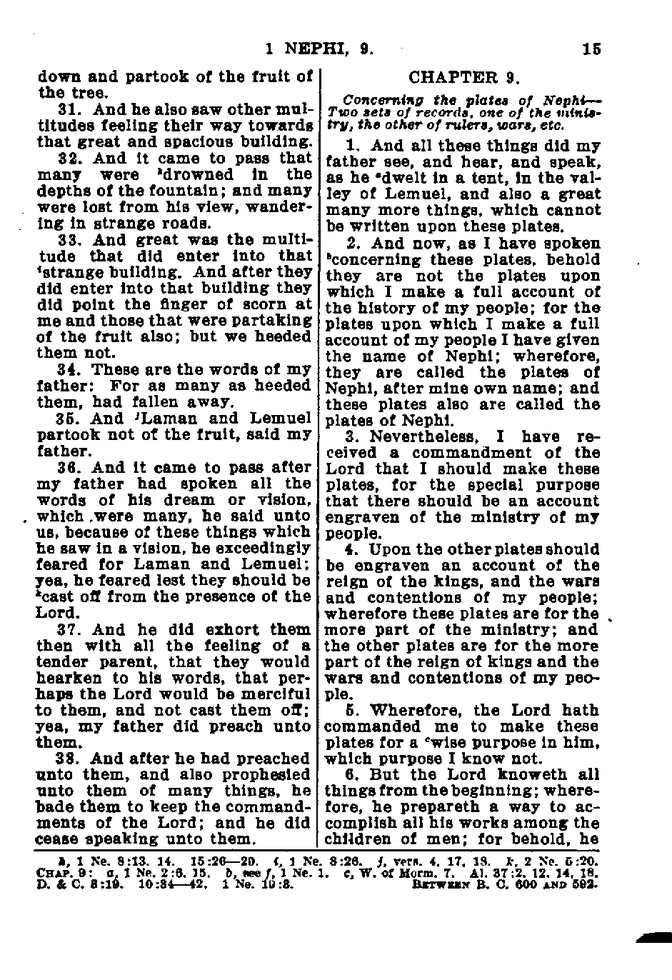 1 NEPHI, 9. 15
down and partook of the fruit of
the tree.
31. And he also saw other mul-
titudes feeling their way towards
that great and spacious building.
32. And it came to pass that
many were hdrowned in the
depths of the fountain; and many
were lost from his view, wander-
ing in strange roads.
33. And great was the multi-
tude that did enter into that
istrange building. And after they
did enter into that building they
did point the finger of scorn at
me and those that were partaking
of the fruit also; but we heeded
them not.
34. These are the words of my
father: For as many as heeded
them, had fallen away.
35. And jLaman and Lemuel
partook not of the fruit, said my
father.
36. And it came to pass after
my father had spoken all the
words of his dream or vision,
which were many, he said unto
us, because of these things which
he saw in a vision, he exceedingly
feared for Laman and Lemuel;
yea, he feared lest they should be
kcast off from the presence of the
Lord.
37. And he did exhort them
then with all the feeling of a
tender parent, that they would
hearken to his words, that per-
haps the Lord would be merciful
to them, and not cast them off;
yea, my father did preach unto
them.
38. And after he had preached
unto them, and also prophesied
unto them of many things, he
bade them to keep the command-
ments of the Lord; and he did
cease speaking unto them.
CHAPTER 9.
Concerning the plates of Nephi—
Two sets of records, one of the minis-
try, the other of rulers, wars, etc.
1. And all these things did my
father see, and hear, and speak,
as he adwelt in a tent, in the val-
ley of Lemuel, and also a great
many more things, which cannot
be written upon these plates.
2. And now, as I have spoken
bconcerning these plates, behold
they are not the plates upon
which I make a full account of
the history of my people; for the
plates upon which I make a full
account of my people I have given
the name of Nephi; wherefore,
they are called the plates of
Nephi, after mine own name; and
these plates also are called the
plates of Nephi.
3. Nevertheless, I have re-
ceived a commandment of the
Lord that I should make these
plates, for the special purpose
that there should be an account
engraven of the ministry of my
people.
4. Upon the other plates should
be engraven an account of the
reign of the kings, and the wars
and contentions of my people;
wherefore these plates are for the
more part of the ministry; and
the other plates are for the more
part of the reign of kings and the
wars and contentions of my peo-
ple.
5. Wherefore, the Lord hath
commanded me to make these
plates for a cwise purpose in him,
which purpose I know not.
6. But the Lord knoweth all
things from the beginning; where-
fore, he prepareth a way to ac-
complish all his works among the
children of men; for behold, he
h, 1 Ne. 8:13, 14. 15:26—29. i, 1 Ne. 8:26. j, vers. 4, 17, 18. k, 2 Ne. 5:20.
CHAP. 9: a, 1 Ne. 2:6, 15. b, see f, 1 Ne. 1. c, W. of Morm. 7. Al. 37:2, 12, 14, 18.
D. & C. 3:19. 10:34—42. 1 Ne. 19:3. BETWEEN B. C. 600 AND 592.